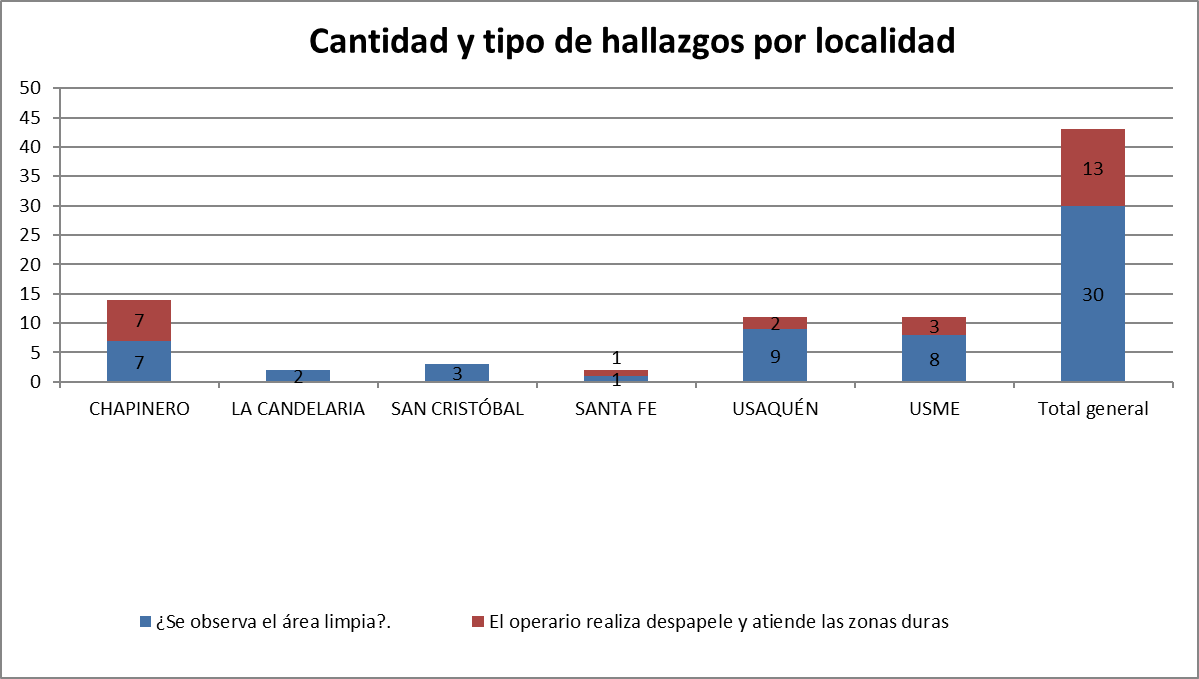 Cantidad y tipo de hallazgos por localidad
50
45
40
35
30
25
20
15
10
5
0
7
7
2
3
1
1
2
9
3
8
13
30
CHAPINERO
LA CANDELARIA
SAN CRISTÓBAL
SANTA FE
USAQUÉN
USME
Total general
¿Se observa el área limpia?.
El operario realiza despapele y atiende las zonas duras